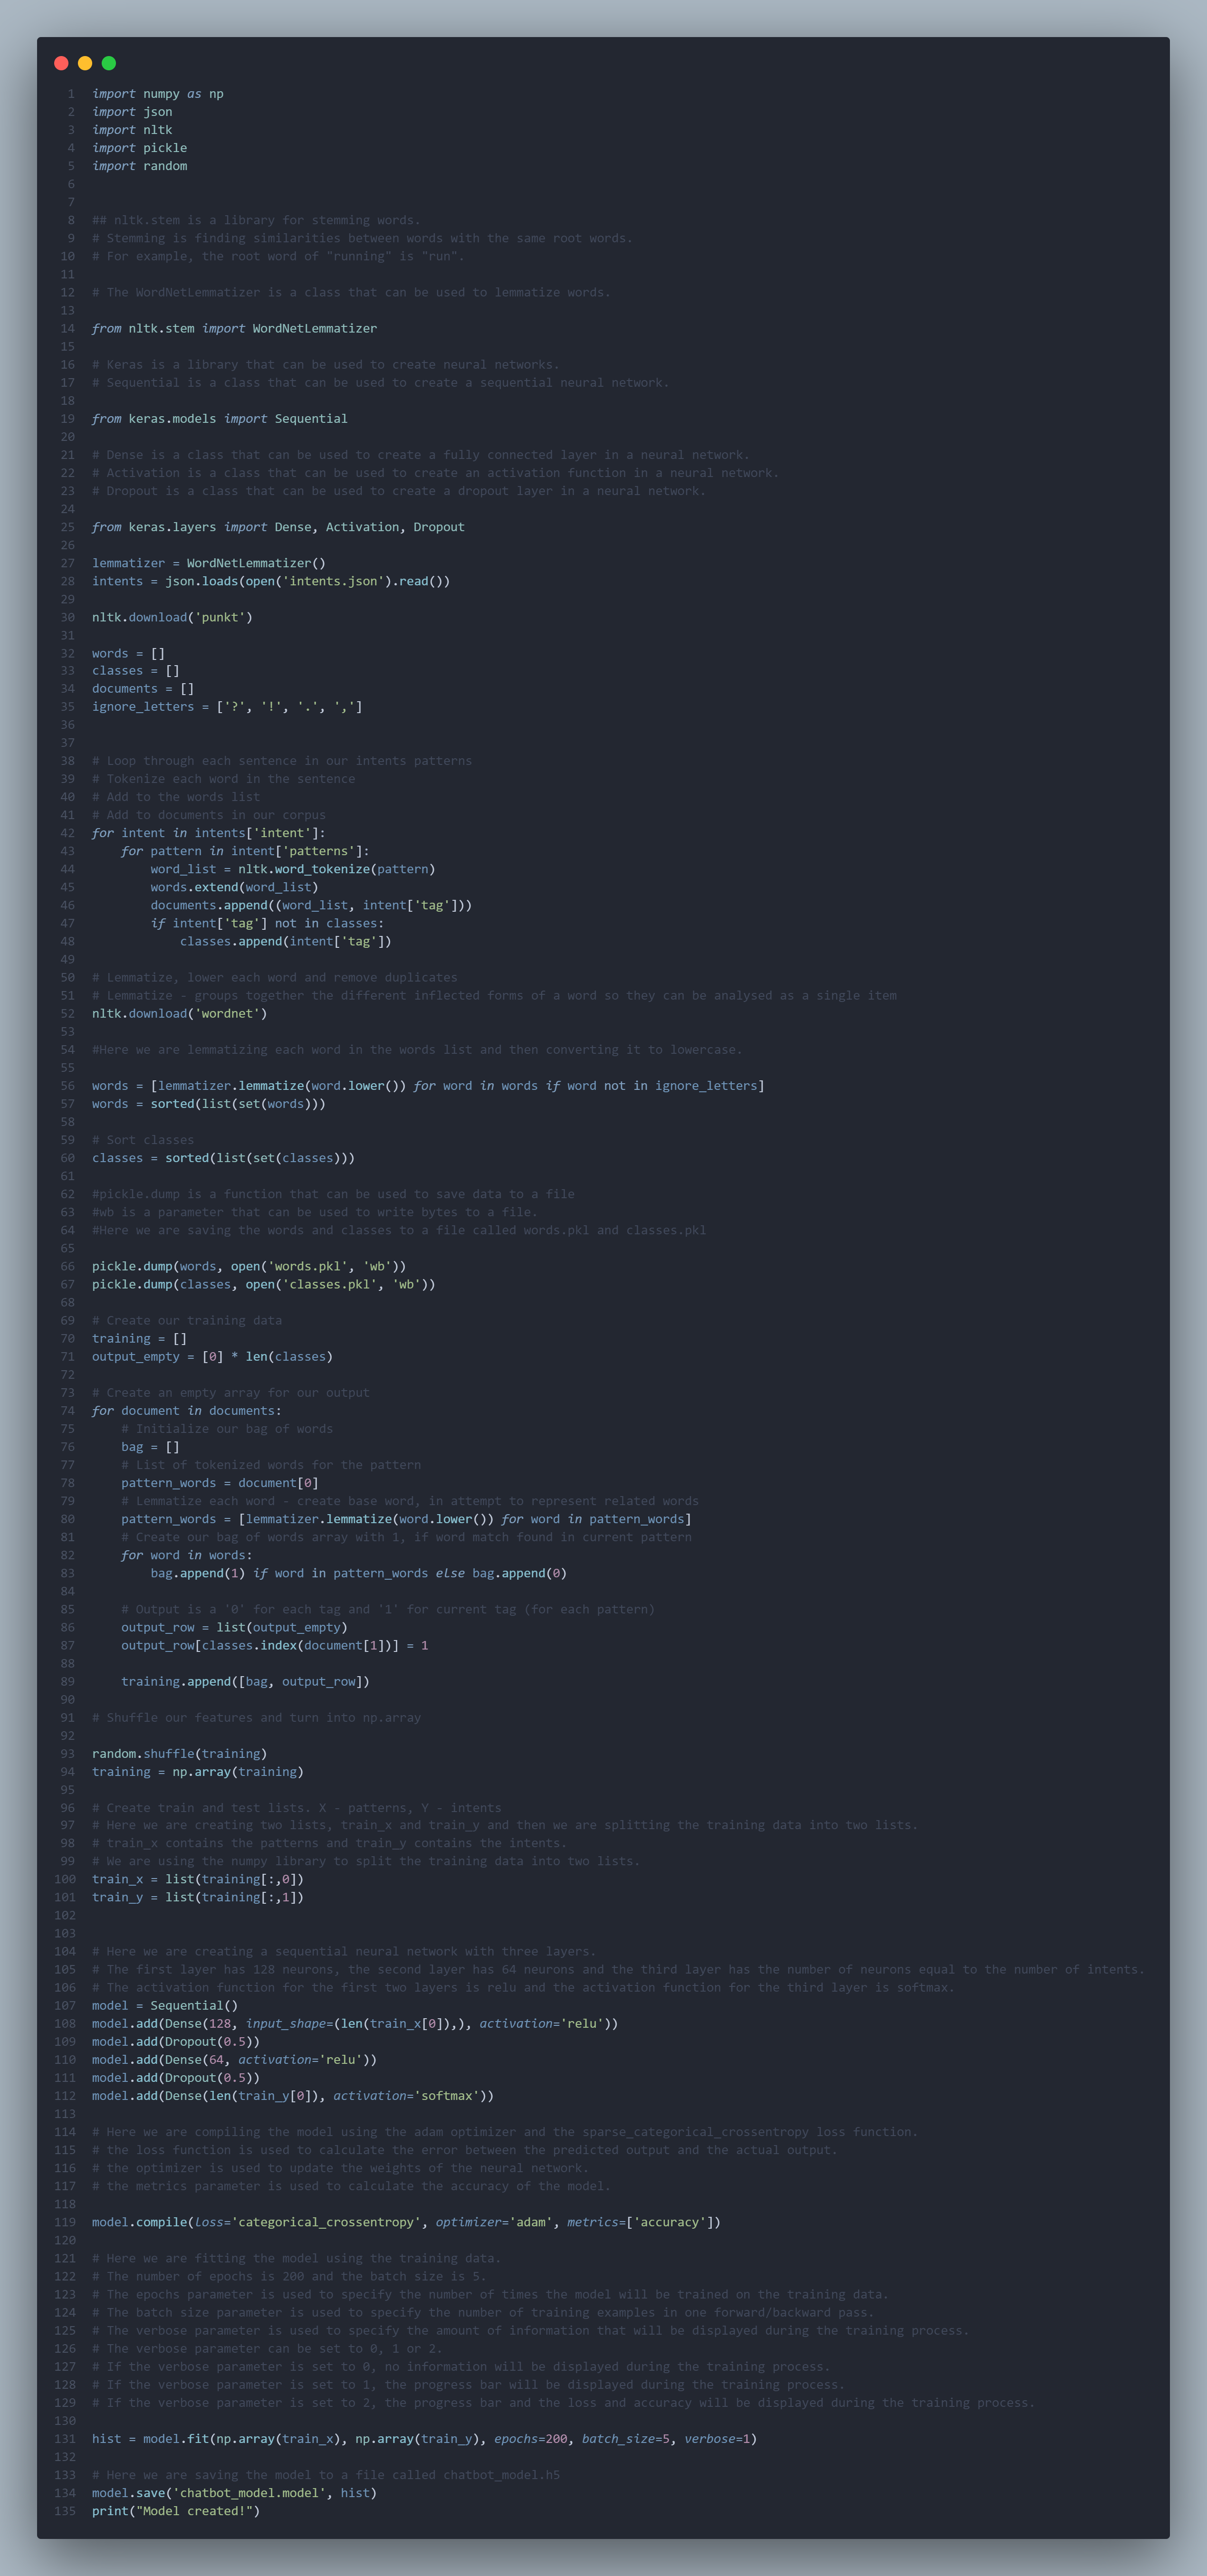 1 import numpy as np
2 import json
3 import nltk
4 import pickle
5 import random
6
7
8 ## nltk.stem is a library for stemming words.
9 # Stemming is finding similarities between words with the same root words.
10 # For example, the root word of "running" is "run".
11
12 # The WordNetLemmatizer is a class that can be used to lemmatize words.
13
14 from nltk.stem import WordNetLemmatizer
15
16 # Keras is a library that can be used to create neural networks.
17 # Sequential is a class that can be used to create a sequential neural network.
18
19 from keras.models import Sequential
20
21 # Dense is a class that can be used to create a fully connected layer in a neural network.
22 # Activation is a class that can be used to create an activation function in a neural network.
23 # Dropout is a class that can be used to create a dropout layer in a neural network.
24
25 from keras.layers import Dense, Activation, Dropout
26
27 lemmatizer = WordNetLemmatizer()
28 intents = json.loads(open('intents.json').read())
29
30 nltk.download('punkt')
31
32 words = []
33 classes = []
34 documents = []
35 ignore_letters = ['?', '!', '.', ',']
36
37
38 # Loop through each sentence in our intents patterns
39 # Tokenize each word in the sentence
40 # Add to the words list
41 # Add to documents in our corpus
42 for intent in intents['intent']:
43     for pattern in intent['patterns']:
44         word_list = nltk.word_tokenize(pattern)
45         words.extend(word_list)
46         documents.append((word_list, intent['tag']))
47         if intent['tag'] not in classes:
48             classes.append(intent['tag'])
49
50 # Lemmatize, lower each word and remove duplicates
51 # Lemmatize - groups together the different inflected forms of a word so they can be analysed as a single item
52 nltk.download('wordnet')
53
54 #Here we are lemmatizing each word in the words list and then converting it to lowercase.
55
56 words = [lemmatizer.lemmatize(word.lower()) for word in words if word not in ignore_letters]
57 words = sorted(list(set(words)))
58
59 # Sort classes
60 classes = sorted(list(set(classes)))
61
62 #pickle.dump is a function that can be used to save data to a file
63 #wb is a parameter that can be used to write bytes to a file.
64 #Here we are saving the words and classes to a file called words.pkl and classes.pkl
65
66 pickle.dump(words, open('words.pkl', 'wb'))
67 pickle.dump(classes, open('classes.pkl', 'wb'))
68
69 # Create our training data
70 training = []
71 output_empty = [0] * len(classes)
72
73 # Create an empty array for our output
74 for document in documents:
75     # Initialize our bag of words
76     bag = []
77     # List of tokenized words for the pattern
78     pattern_words = document[0]
79     # Lemmatize each word - create base word, in attempt to represent related words
80     pattern_words = [lemmatizer.lemmatize(word.lower()) for word in pattern_words]
81     # Create our bag of words array with 1, if word match found in current pattern
82     for word in words:
83         bag.append(1) if word in pattern_words else bag.append(0)
84
85     # Output is a '0' for each tag and '1' for current tag (for each pattern)
86     output_row = list(output_empty)
87     output_row[classes.index(document[1])] = 1
88
89     training.append([bag, output_row])
90
91 # Shuffle our features and turn into np.array
92
93 random.shuffle(training)
94 training = np.array(training)
95
96 # Create train and test lists. X - patterns, Y - intents
97 # Here we are creating two lists, train_x and train_y and then we are splitting the training data into two lists.
98 # train_x contains the patterns and train_y contains the intents.
99 # We are using the numpy library to split the training data into two lists.
100 train_x = list(training[:,0])
101 train_y = list(training[:,1])
102
103
104 # Here we are creating a sequential neural network with three layers.
105 # The first layer has 128 neurons, the second layer has 64 neurons and the third layer has the number of neurons equal to the number of intents.
106 # The activation function for the first two layers is relu and the activation function for the third layer is softmax.
107 model = Sequential()
108 model.add(Dense(128, input_shape=(len(train_x[0]),), activation='relu'))
109 model.add(Dropout(0.5))
110 model.add(Dense(64, activation='relu'))
111 model.add(Dropout(0.5))
112 model.add(Dense(len(train_y[0]), activation='softmax'))
113
114 # Here we are compiling the model using the adam optimizer and the sparse_categorical_crossentropy loss function.
115 # the loss function is used to calculate the error between the predicted output and the actual output.
116 # the optimizer is used to update the weights of the neural network.
117 # the metrics parameter is used to calculate the accuracy of the model.
118
119 model.compile(loss='categorical_crossentropy', optimizer='adam', metrics=['accuracy'])
120
121 # Here we are fitting the model using the training data.
122 # The number of epochs is 200 and the batch size is 5.
123 # The epochs parameter is used to specify the number of times the model will be trained on the training data.
124 # The batch size parameter is used to specify the number of training examples in one forward/backward pass.
125 # The verbose parameter is used to specify the amount of information that will be displayed during the training process.
126 # The verbose parameter can be set to 0, 1 or 2.
127 # If the verbose parameter is set to 0, no information will be displayed during the training process.
128 # If the verbose parameter is set to 1, the progress bar will be displayed during the training process.
129 # If the verbose parameter is set to 2, the progress bar and the loss and accuracy will be displayed during the training process.
130
131 hist = model.fit(np.array(train_x), np.array(train_y), epochs=200, batch_size=5, verbose=1)
132
133 # Here we are saving the model to a file called chatbot_model.h5
134 model.save('chatbot_model.model', hist)
135 print("Model created!")